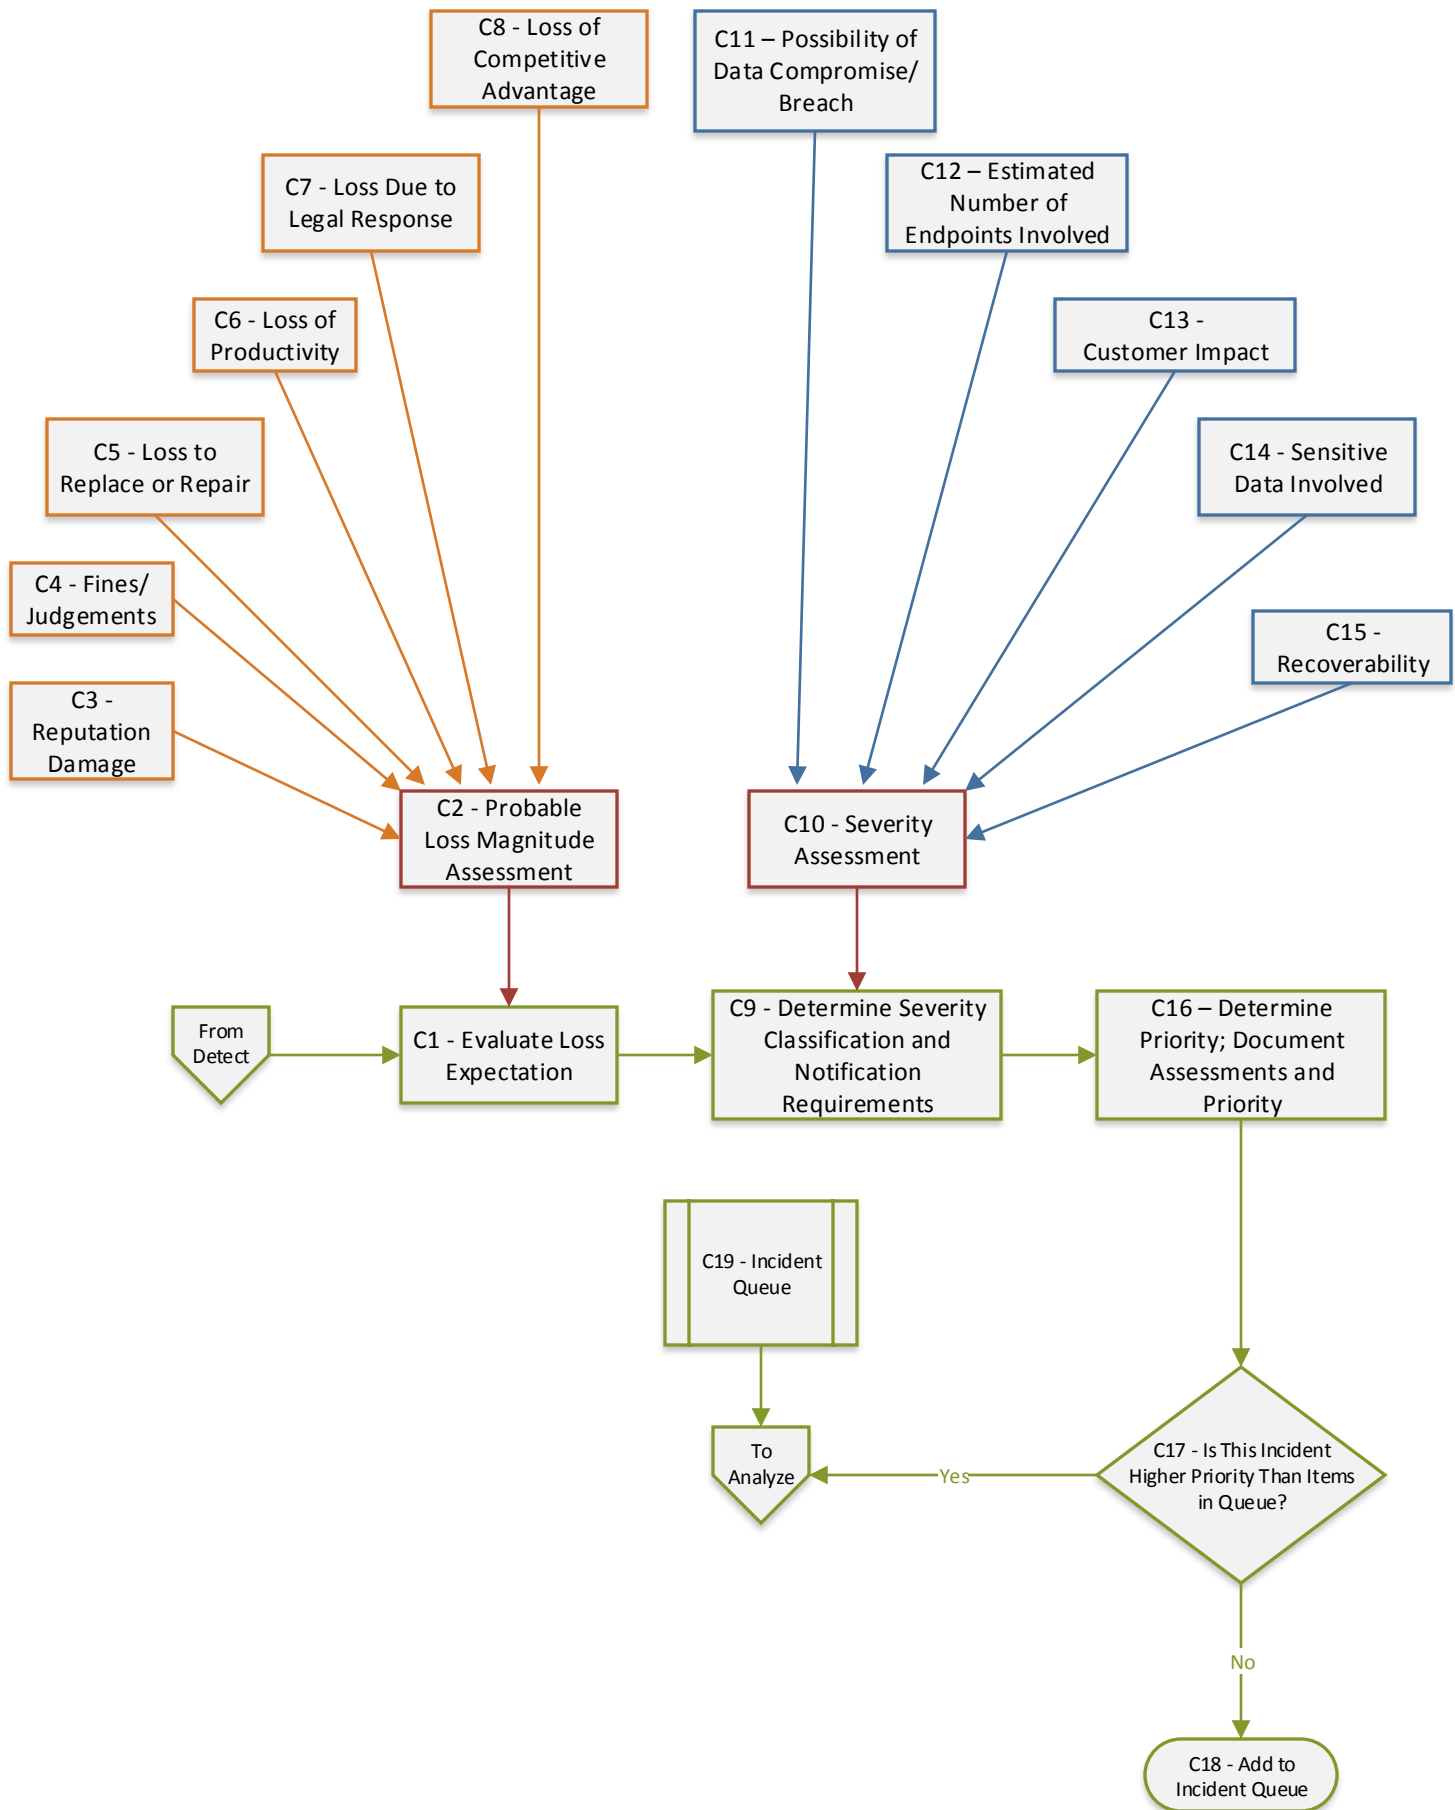 C8 - Loss of
Competitive
Advantage
C11 – Possibility of
Data Compromise/
Breach
C7 - Loss Due to
Legal Response
C12 – Estimated
Number of
Endpoints Involved
C6 - Loss of
Productivity
C13 -
Customer Impact
C5 - Loss to
Replace or Repair
C14 - Sensitive
Data Involved
C4 - Fines/
Judgements
C15 -
Recoverability
C3 -
Reputation
Damage
C2 - Probable
Loss Magnitude
Assessment
C10 - Severity
Assessment
From
Detect
C1 - Evaluate Loss
Expectation
C9 - Determine Severity
Classification and
Notification
Requirements
C16 – Determine
Priority; Document
Assessments and
Priority
C19 - Incident
Queue
To
Analyze
Yes
C17 - Is This Incident
Higher Priority Than Items
in Queue?
No
C18 - Add to
Incident Queue